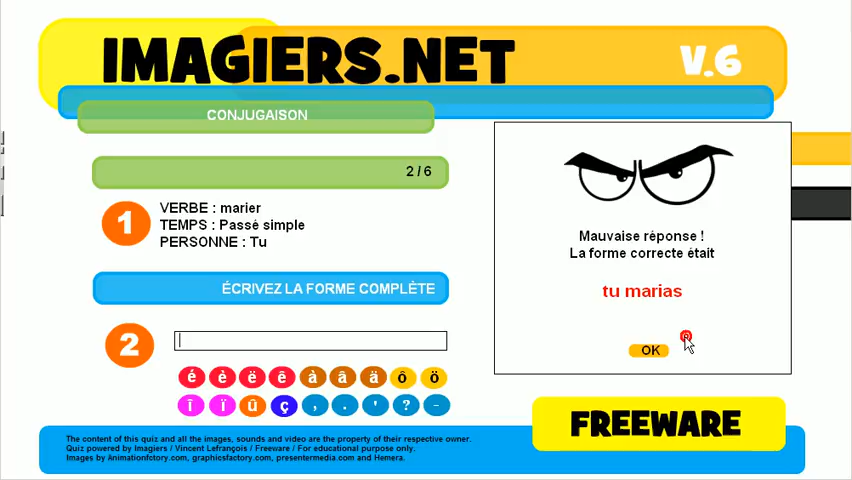 IMAGIERS.NET
V.6
CONJUGAISON
2 / 6
1
VERBE : marier
TEMPS : Passé simple
PERSONNE : Tu
ÉCRIVEZ LA FORME COMPLÈTE
2
é è ë ê à â ä ô ö
î ï û ç , . ' ? -
Mauvaise réponse !
La forme correcte était
tu marias
OK
FREEWARE
The content of this quiz and all the images, sounds and video are the property of their respective owner.
Quiz powered by Imagiers / Vincent Lefrançois / Freeware / For educational purpose only.
Images by Animationfctory.com, graphicsfactory.com, presentermedia.com and Hemera.